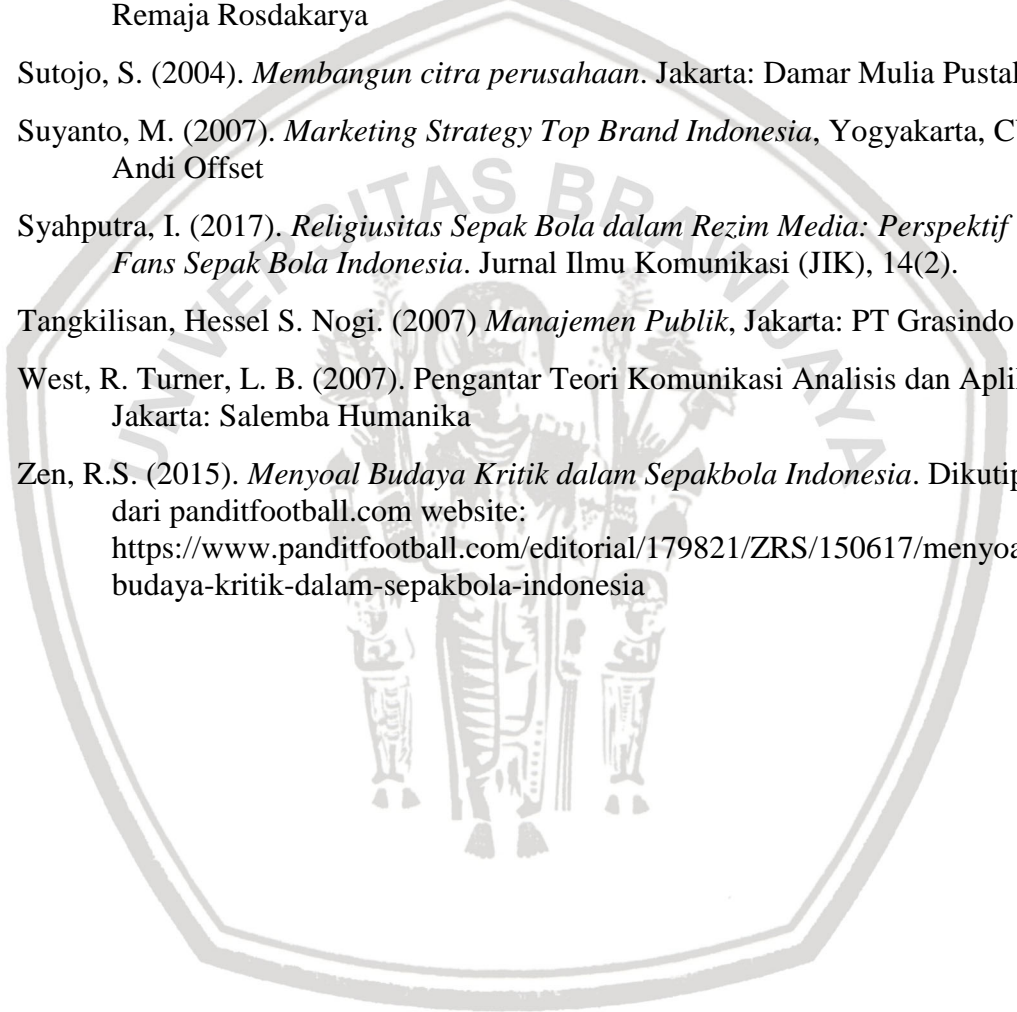 Remaja Rosdakarya
Sutojo, S. (2004). Membangun citra perusahaan. Jakarta: Damar Mulia
Suyanto, M. (2007). Marketing Strategy Top Brand Indonesia, Yogyakarta,
Andi Offset
Syahputra, I. (2017). Religiusitas Sepak Bola dalam Rezim Media: Perspektif
Fans Sepak Bola Indonesia. Jurnal Ilmu Komunikasi (JIK), 14(2).
Tangkilisan, Hessel S. Nogi. (2007) Manajemen Publik, Jakarta: PT Grasindo
West, R. Turner, L. B. (2007). Pengantar Teori Komunikasi Analisis dan
Jakarta: Salemba Humanika
Zen, R.S. (2015). Menyoal Budaya Kritik dalam Sepakbola Indonesia. Dikutip
dari panditfootball.com website:
https://www.panditfootball.com/editorial/179821/ZRS/150617/menyoa
budaya-kritik-dalam-sepakbola-indonesia
UNIVERSITAS BRAWIJAYA